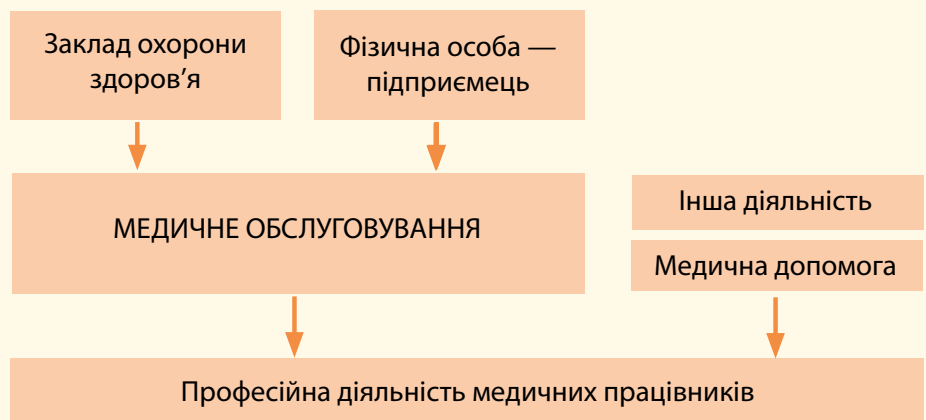 Заклад охорони
здоров’я
Фізична особа —
підприємець
МЕДИЧНЕ ОБСЛУГОВУВАННЯ
Інша діяльність
Медична допомога
Професійна діяльність медичних працівників